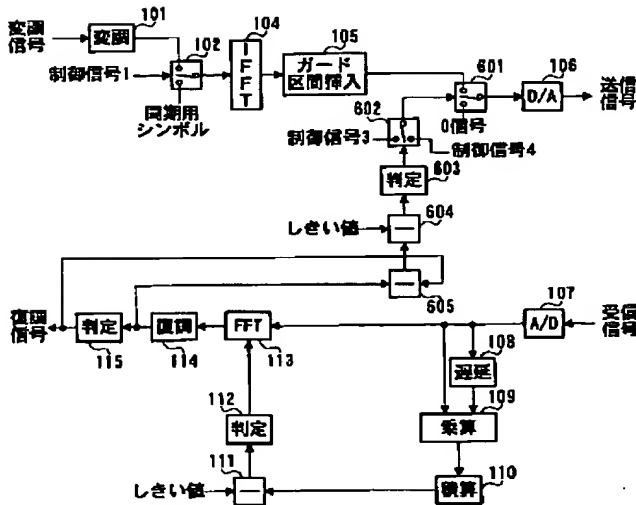 変調
信号
101
変調
102
制御信号1
同期用
シンボル
104
IFFT
105
ガード
区間挿入
601
0信号
106
D/A
送信
信号
602
制御信号3
制御信号4
603
判定
しきい値
604
—
605
—
復調
信号
判定
115
復調
114
FFT
113
107
A/D
受信
信号
108
遅延
109
乗算
110
積算
112
判定
111
しきい値
—